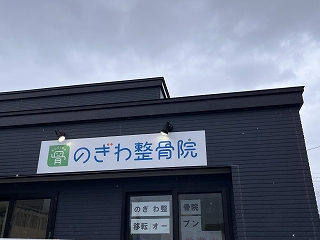 骨
のぎわ整骨院
のぎわ整 骨院
移転オー プン